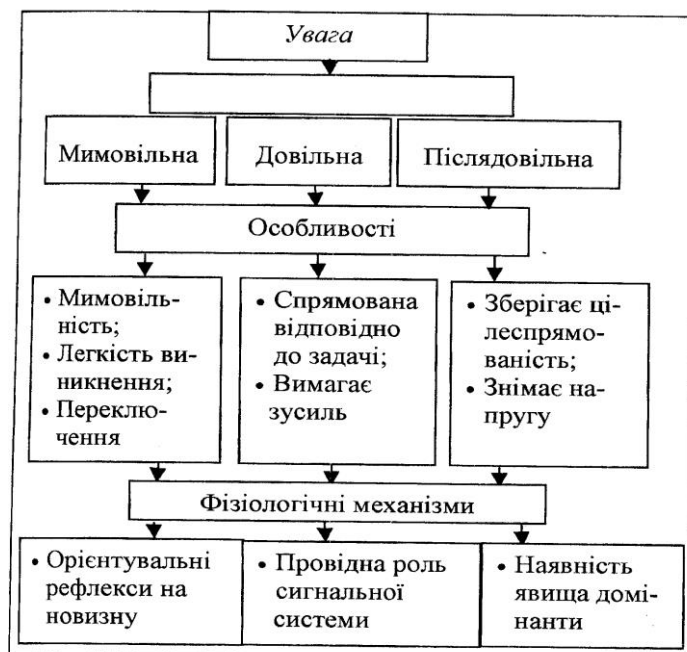 Увага
Мимовільна
Довільна
Післядовільна
Особливості
• Мимовіль-
ність;
• Легкість ви-
никнення;
• Переклю-
чення
• Спрямована
відповідно
до задачі;
• Вимагає
зусиль
• Зберігає ці-
леспрямо-
ваність;
• Знімає на-
пругу
Фізіологічні механізми
• Орієнтувальні
рефлекси на
новизну
• Провідна роль
сигнальної
системи
• Наявність
явища домі-
нанти